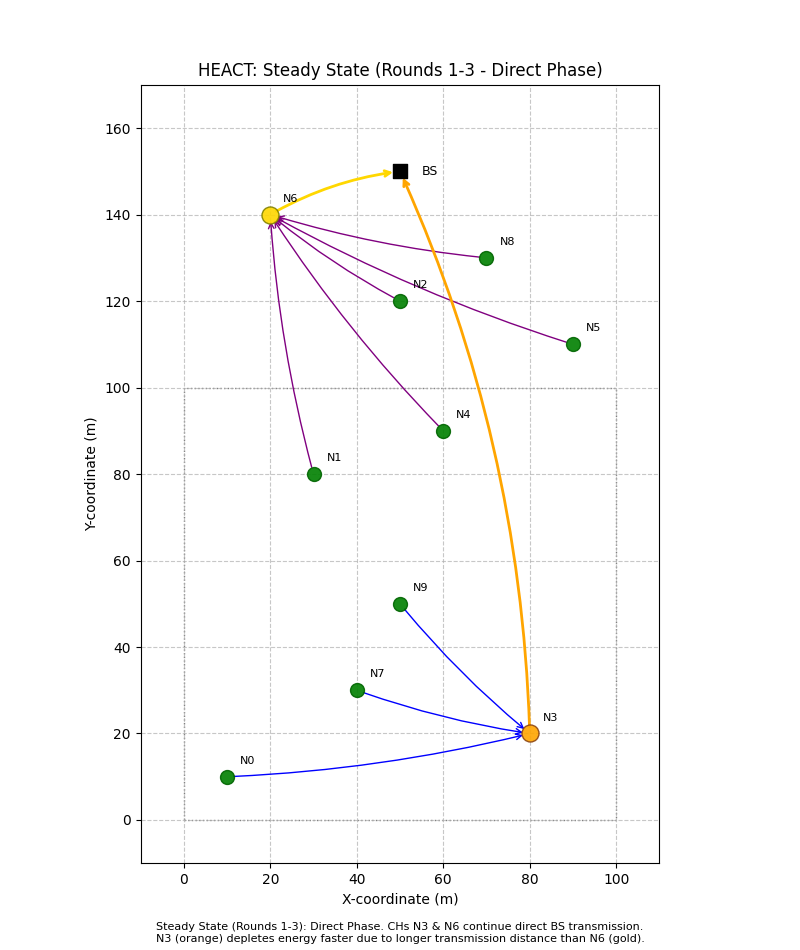 HEACT: Steady State (Rounds 1-3 - Direct Phase)
160
140
120
100
80
60
40
20
0
Y-coordinate (m)
N6
BS
N8
N2
N5
N4
N1
N9
N7
N3
N0
0 20 40 60 80 100
X-coordinate (m)
Steady State (Rounds 1-3): Direct Phase. CHs N3 & N6 continue direct BS transmission.
N3 (orange) depletes energy faster due to longer transmission distance than N6 (gold).